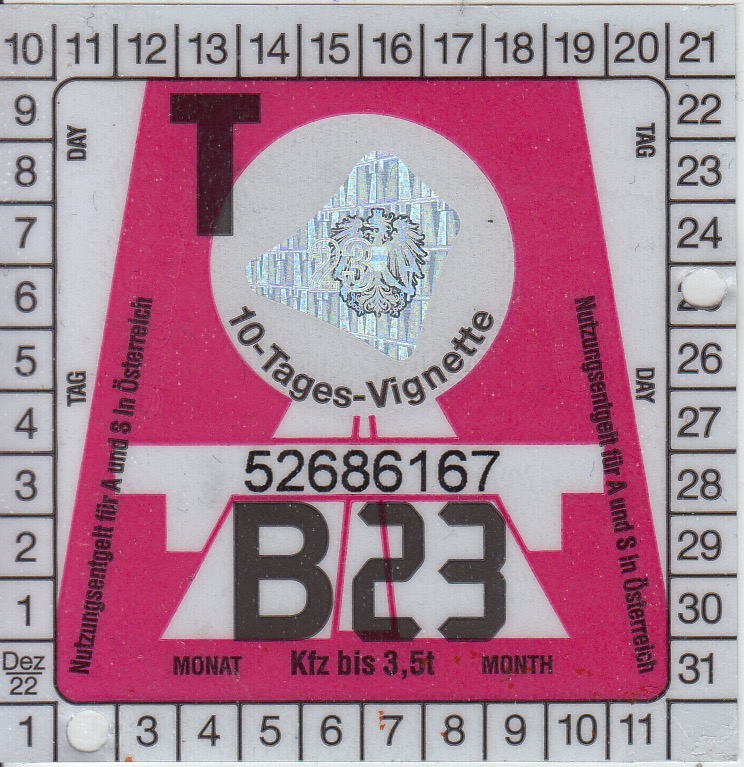 10 11 12 13 14 15 16 17 18 19 20 21
9
8
7
6
5
4
3
2
1
Dez
22
DAY
TAG
T
TAG
DAY
23
10-Tages-Vignette
Nutzungsentgelt für A und S in Österreich
Nutzungsentgelt für A und S in Österreich
52686167
B23
MONAT Kfz bis 3,5t MONTH
22
23
24
26
27
28
29
30
31
1 3 4 5 6 7 8 9 10 11